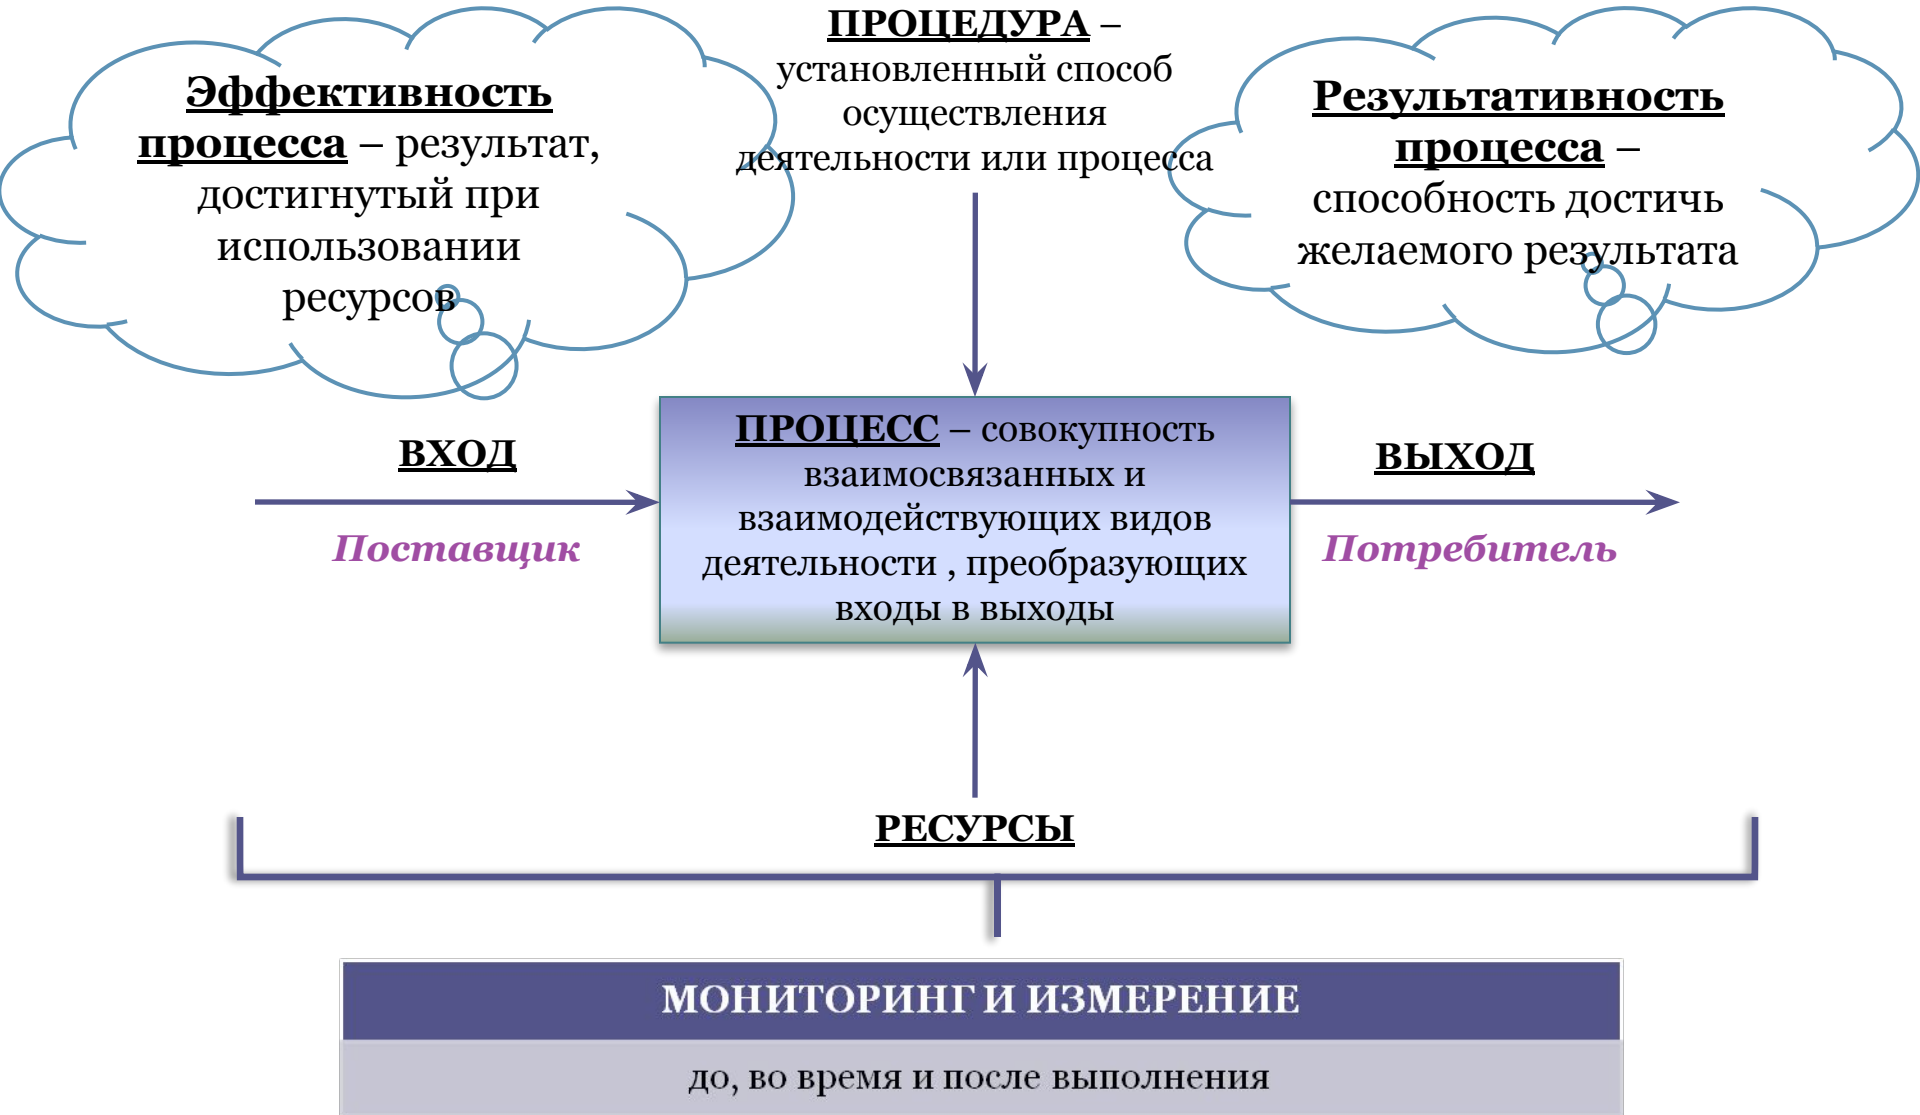 Эффективность
процесса – результат,
достигнутый при
использовании
ресурсов
ПРОЦЕДУРА –
установленный способ
осуществления
деятельности или процесса
Результативность
процесса –
способность достичь
желаемого результата
ВХОД
Поставщик
ПРОЦЕСС – совокупность
взаимосвязанных и
взаимодействующих видов
деятельности , преобразующих
входы в выходы
ВЫХОД
Потребитель
РЕСУРСЫ
МОНИТОРИНГ И ИЗМЕРЕНИЕ
до, во время и после выполнения